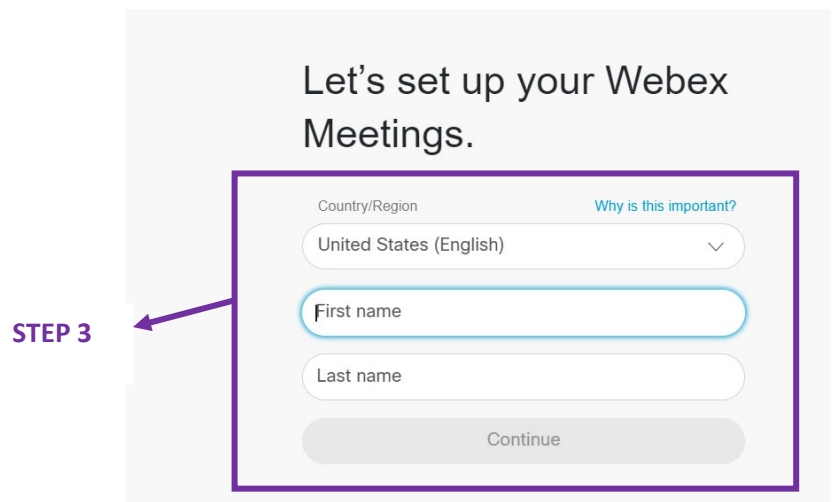 Let's set up your Webex
Meetings.
Country/Region
Why is this important?
United States (English)
First name
STEP 3
Last name
Continue